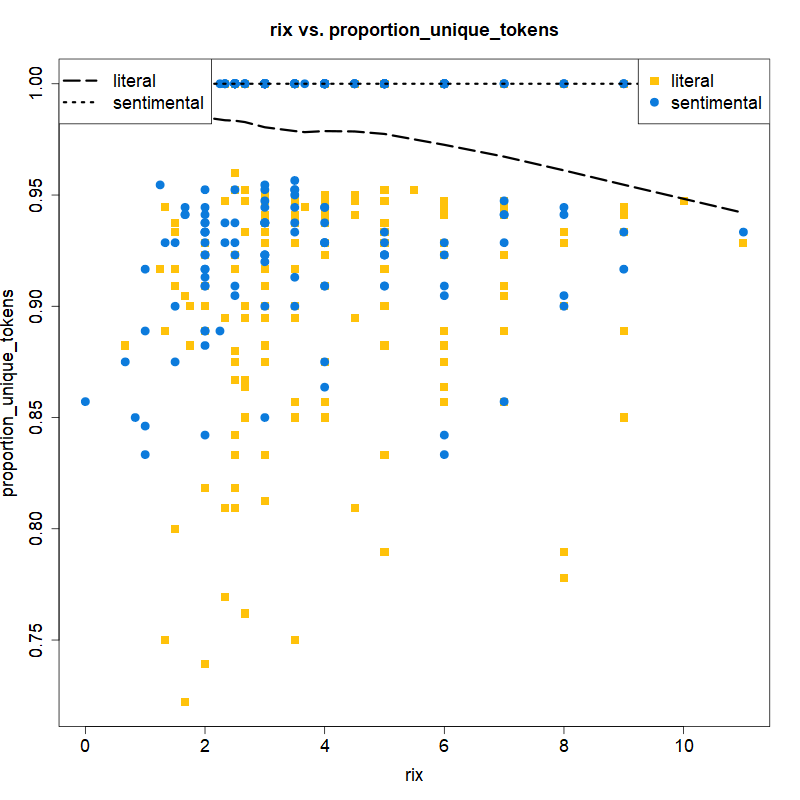 rix vs. proportion_unique_tokens
literal
sentimental
literal
sentimental
proportion_unique_tokens
1.00
0.95
0.90
0.85
0.80
0.75
0 2 4 6 8 10
rix